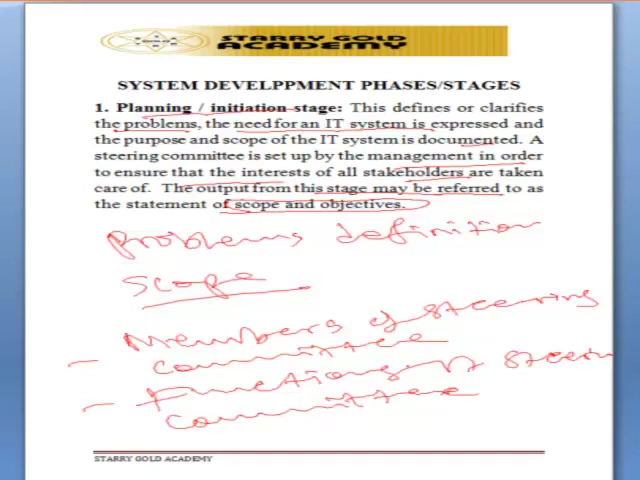 STARRY GOLD
ACADEMY
GOLD
SYSTEM DEVELPPMENT PHASES/STAGES
1. Planning / initiation stage: This defines or clarifies
the problems, the need for an IT system is expressed and
the purpose and scope of the IT system is documented. A
steering committee is set up by the management in order
to ensure that the interests of all stakeholders are taken
care of. The output from this stage may be referred to as
the statement of scope and objectives.
Problems definition
Scope
- Members of steering
committee
- Functions of
committee
STARRY GOLD ACADEMY